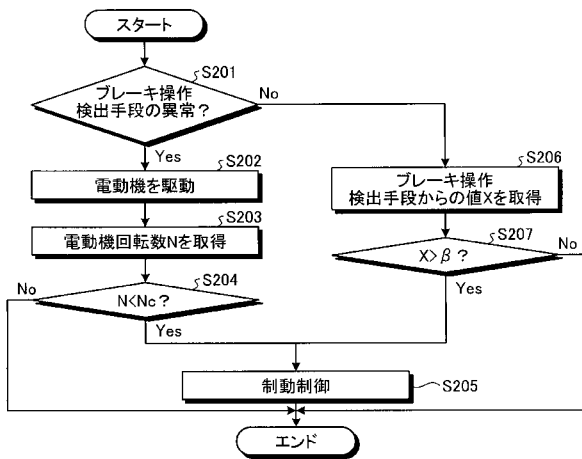 スタート
S201
ブレーキ操作
検出手段の異常？
No
Yes
S202
電動機を駆動
S206
ブレーキ操作
検出手段からの値Xを取得
S203
電動機回転数Nを取得
S207
X>β？
No
Yes
S204
N<Nc？
No
Yes
制動制御
S205
エンド